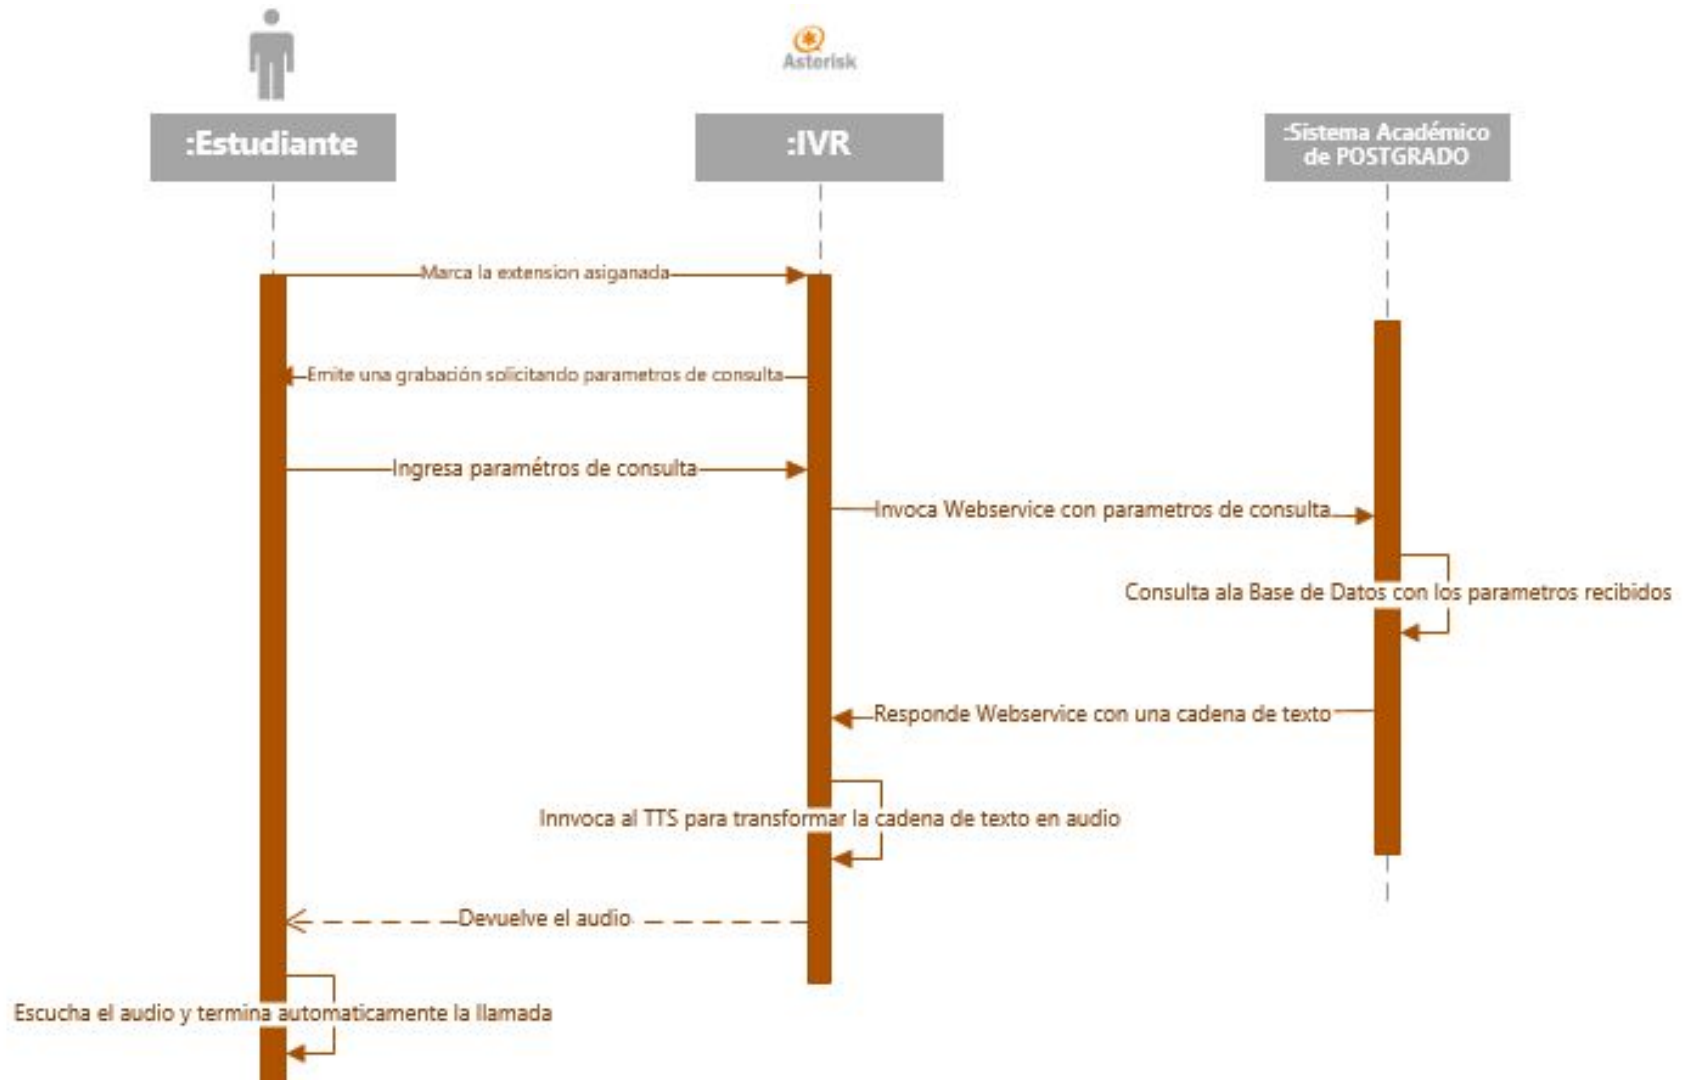 Asterisk
:Estudiante
:IVR
:Sistema Académico
de POSTGRADO
Marca la extension asiganada
Emite una grabación solicitando parametros de consulta
Ingresa paramétros de consulta
Invoca Webservice con parametros de consulta
Consulta ala Base de Datos con los parametros recibidos
Responde Webservice con una cadena de texto
Innvoca al TTS para transformar la cadena de texto en audio
Devuelve el audio
Escucha el audio y termina automaticamente la llamada